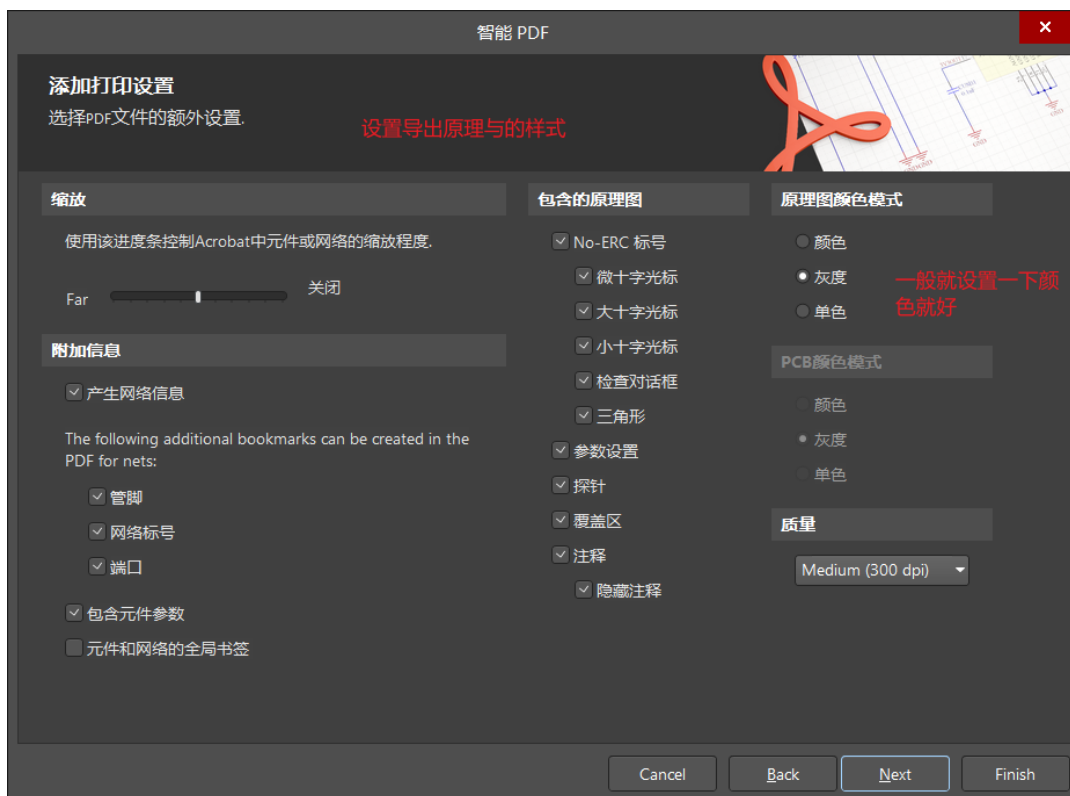 智能 PDF
添加打印设置
选择PDF文件的额外设置.
设置导出原理与的样式
缩放
使用该进度条控制Acrobat中元件或网络的缩放程度.
Far
关闭
附加信息
产生网络信息
The following additional bookmarks can be created in the
PDF for nets:
管脚
网络标号
端口
包含元件参数
元件和网络的全局书签
包含的原理图
No-ERC 标号
微十字光标
大十字光标
小十字光标
检查对话框
三角形
参数设置
探针
覆盖区
注释
隐藏注释
原理图颜色模式
颜色
灰度
单色
一般就设置一下颜
色就好
PCB颜色模式
颜色
灰度
单色
质量
Medium (300 dpi)
Cancel
Back
Next
Finish